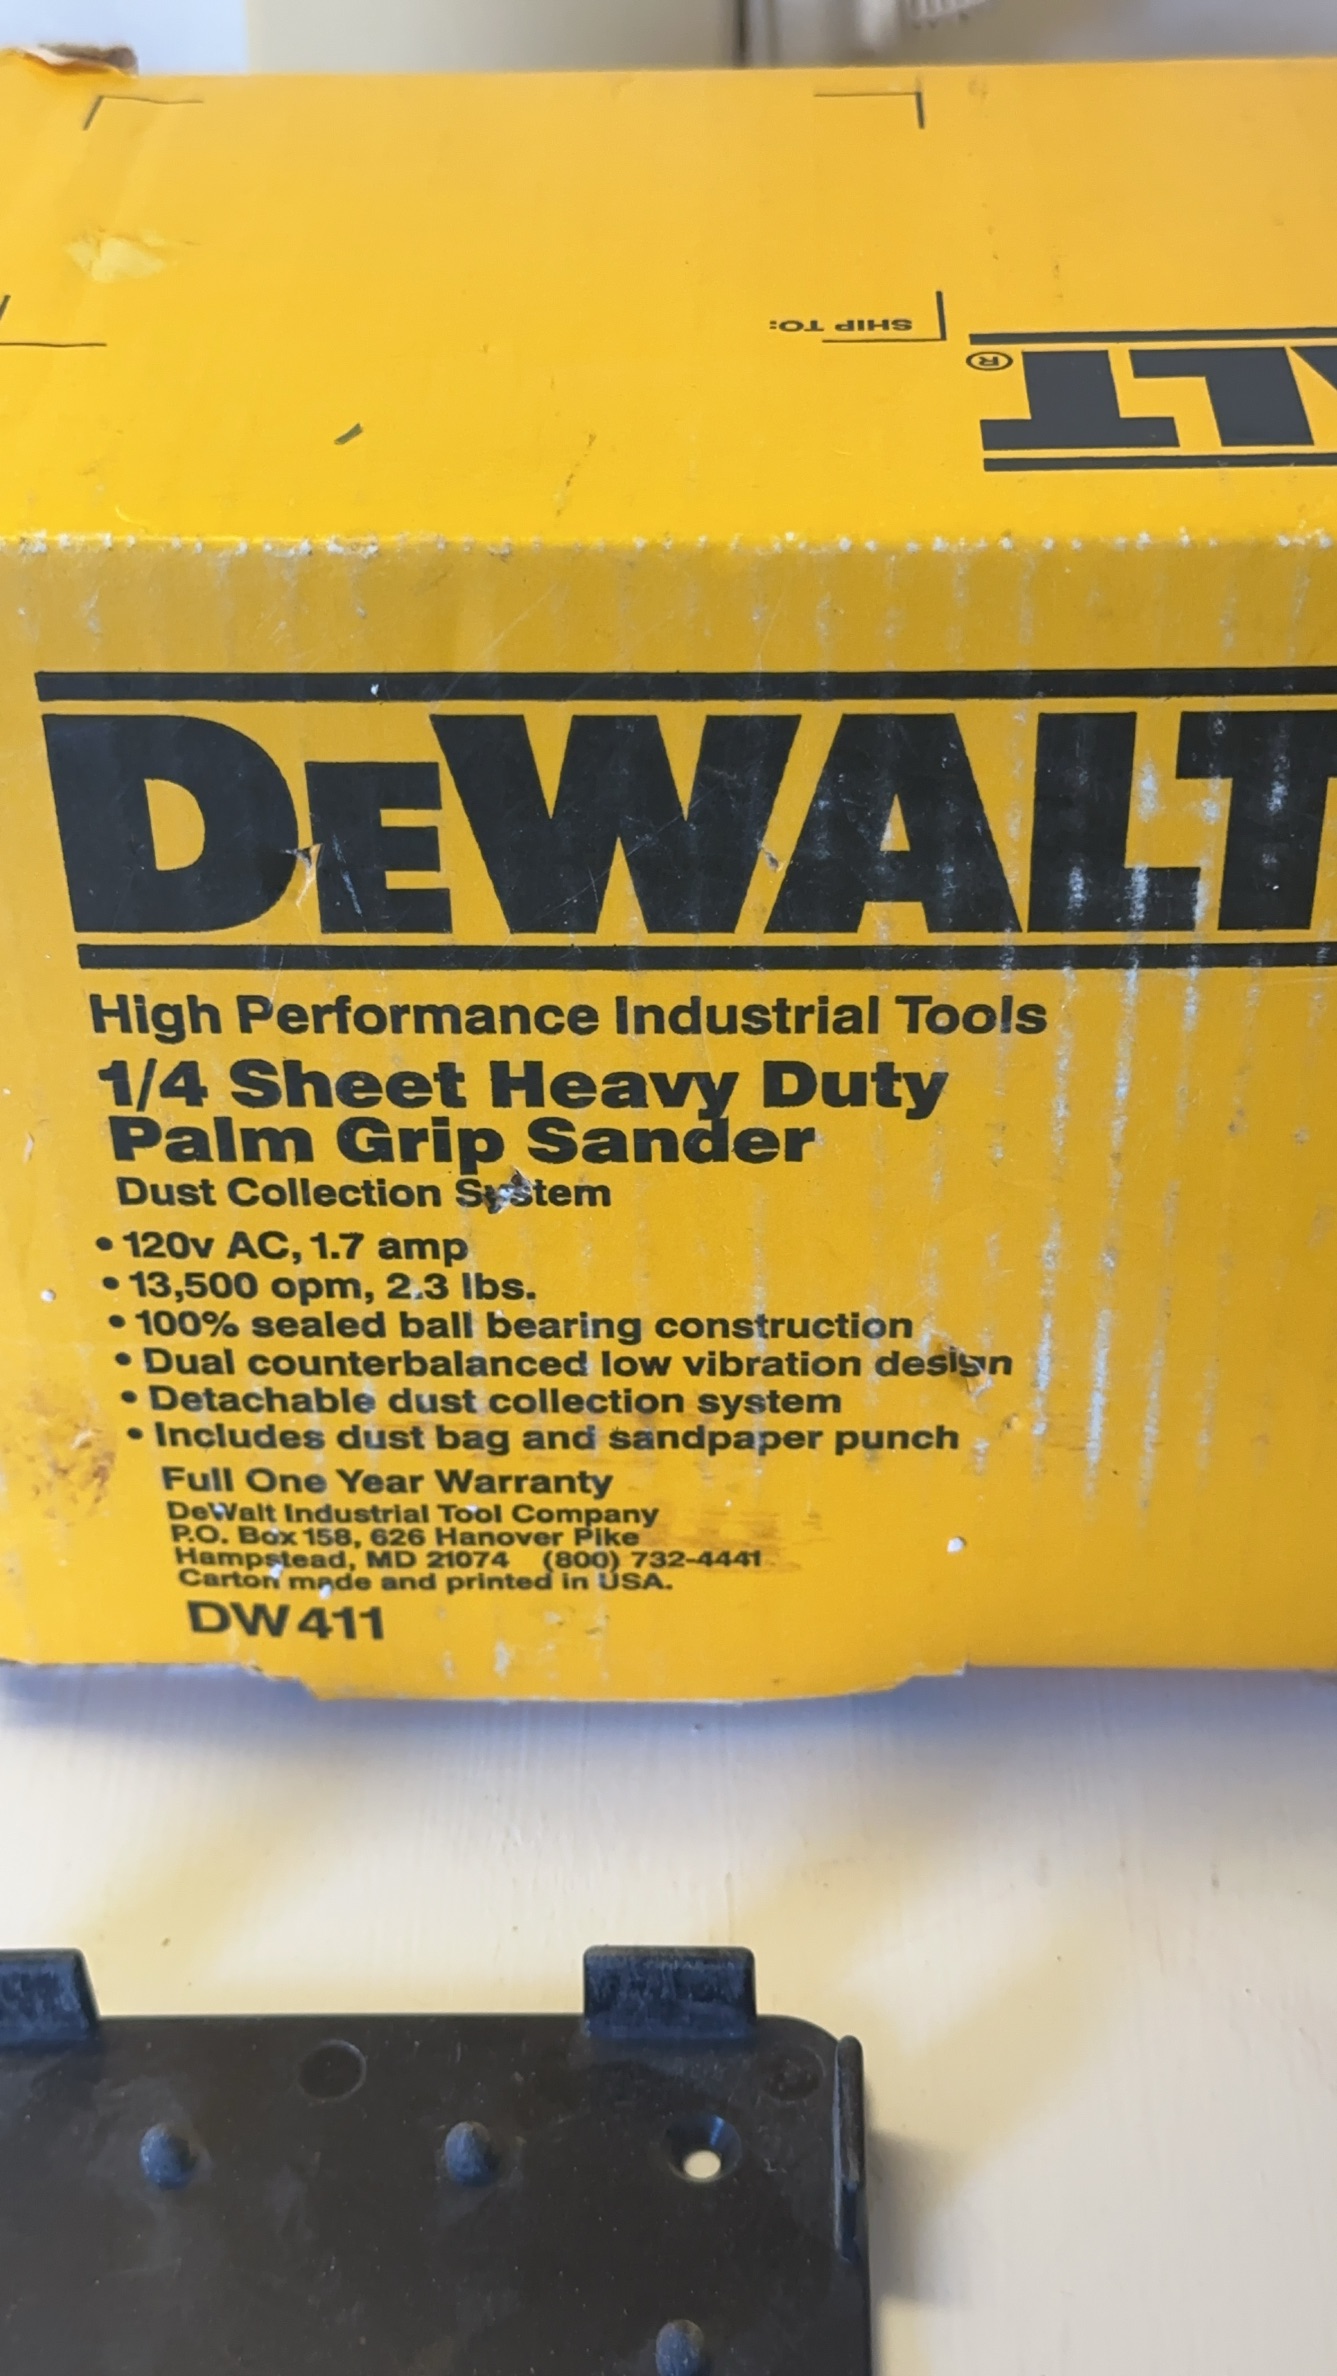 SHIP TO:
ALT®
DEWALT
High Performance Industrial Tools
1/4 Sheet Heavy Duty
Palm Grip Sander
Dust Collection System
• 120v AC, 1.7 amp
• 13,500 opm, 2.3 lbs.
• 100% sealed ball bearing construction
• Dual counterbalanced low vibration design
• Detachable dust collection system
• Includes dust bag and sandpaper punch
Full One Year Warranty
DeWalt Industrial Tool Company
P.O. Box 158, 626 Hanover Pike
Hampstead, MD 21074 (800) 732-4441
Carton made and printed in USA.
DW411